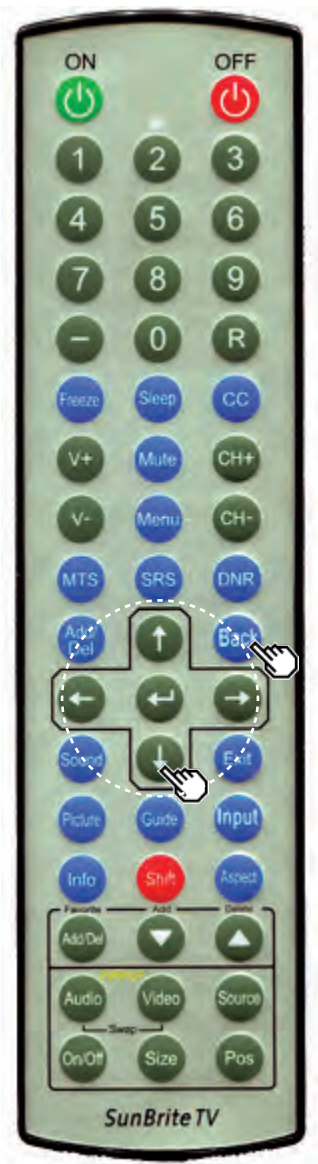 ON OFF
1 2 3
4 5 6
7 8 9
- 0 R
Freeze Sleep CC
V+ Mute CH+
V- Menu CH-
MTS SRS DNR
Add/
Del Back
Sound Exit
Picture Guide Input
Info Shift Aspect
Favorite Add Delete
Add/Del
Audio Video Source
Swap
On/Off Size Pos
SunBriteTV